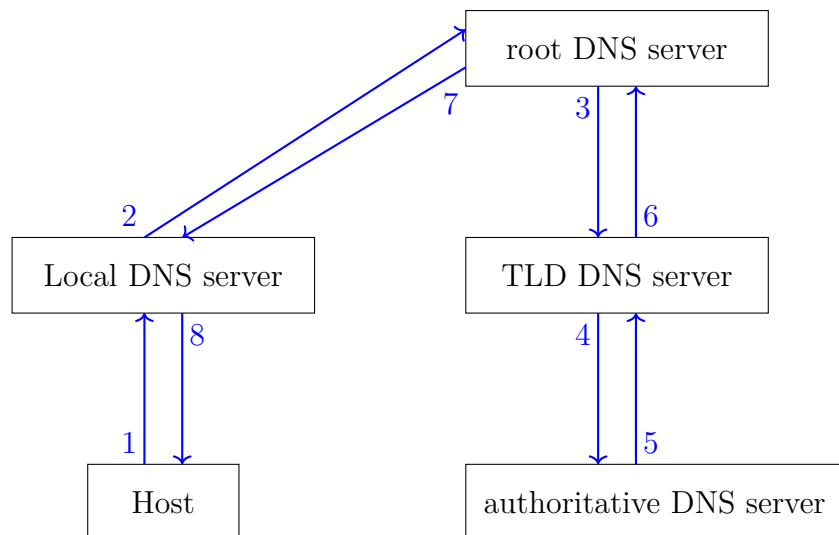 root DNS server
7
3
2
6
Local DNS server
TLD DNS server
8
4
1
5
Host
authoritative DNS server